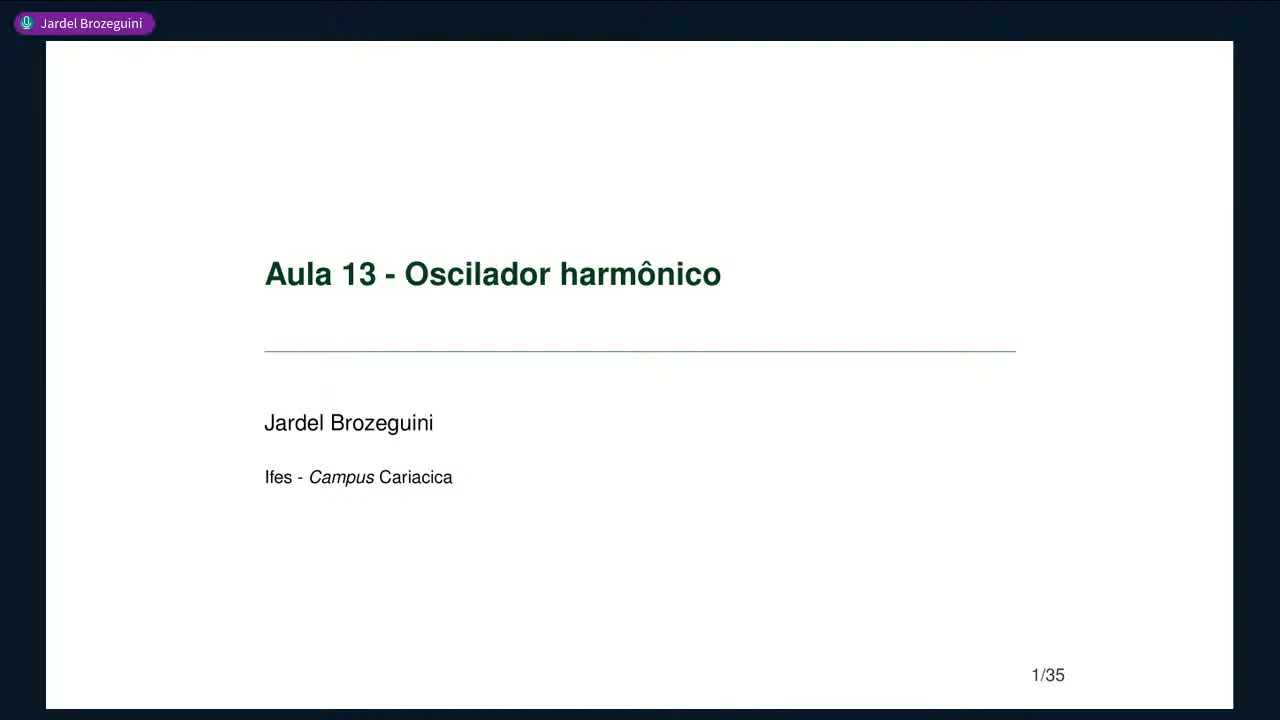 Jardel Brozeguini
Aula 13 - Oscilador harmônico
Jardel Brozeguini
Ifes - Campus Cariacica
1/35